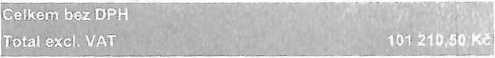 Celkem bez DPH
Total excl. VAT 101 210,50 Kč